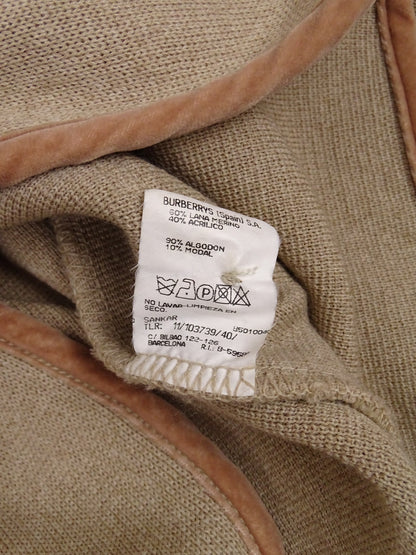 BURBERRYS (Spain) S.A.
60% LANA MERINO
40% ACRILICO
90% ALGODON
10% MODAL
P
NO LAVAR LIMPIEZA EN
SECO.
SANKAR
TLR: 11/103739/40/
C/ BILBAO 122-126
BARCELONA R.I.: